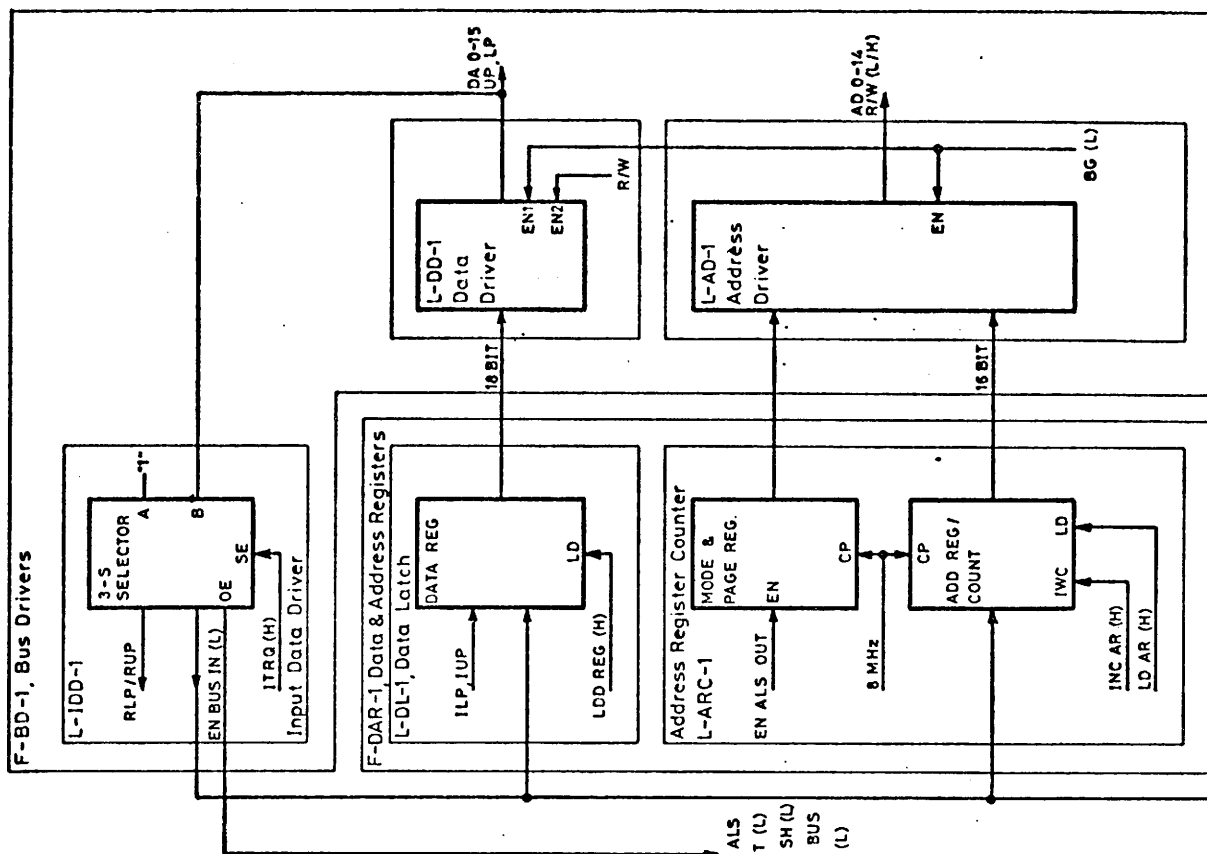 F-BD-1, Bus Drivers
L-IDD-1
3-S
SELECTOR
A
"1"
B
OE
SE
RLP/RUP
EN BUS IN (L)
ITRQ (H)
Input Data Driver
DA 0-15
UP, LP
F-DAR-1, Data & Address Registers
L-DL-1, Data Latch
DATA REG
LD
ILP, IUP
LDD REG (H)
18 BIT
L-DD-1
Data
Driver
EN1
EN2
R/W
Address Register Counter
L-ARC-1
MODE &
PAGE REG.
EN
CP
EN ALS OUT
8 MHz
CP
ADD REG/
COUNT
IWC
LD
INC AR (H)
LD AR (H)
16 BIT
L-AD-1
Address
Driver
EN
AD 0-14
R/W (L/H)
BG (L)
ALS
T (L)
SH (L)
BUS
(L)